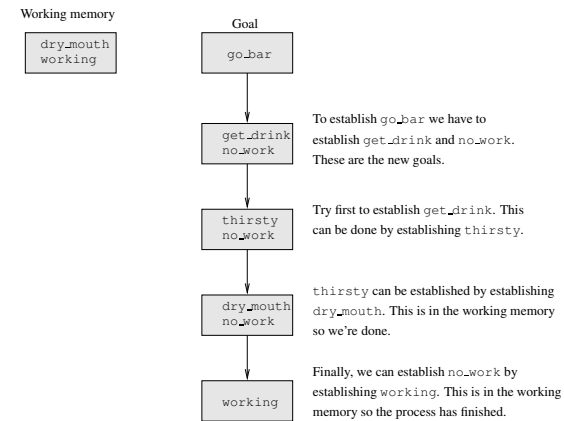 Working memory
dry_mouth
working
Goal
go_bar
To establish go_bar we have to
establish get_drink and no_work.
These are the new goals.
get_drink
no_work
Try first to establish get_drink. This
can be done by establishing thirsty.
thirsty
no_work
thirsty can be established by establishing
dry_mouth. This is in the working memory
so we're done.
dry_mouth
no_work
Finally, we can establish no_work by
establishing working. This is in the working
memory so the process has finished.
working